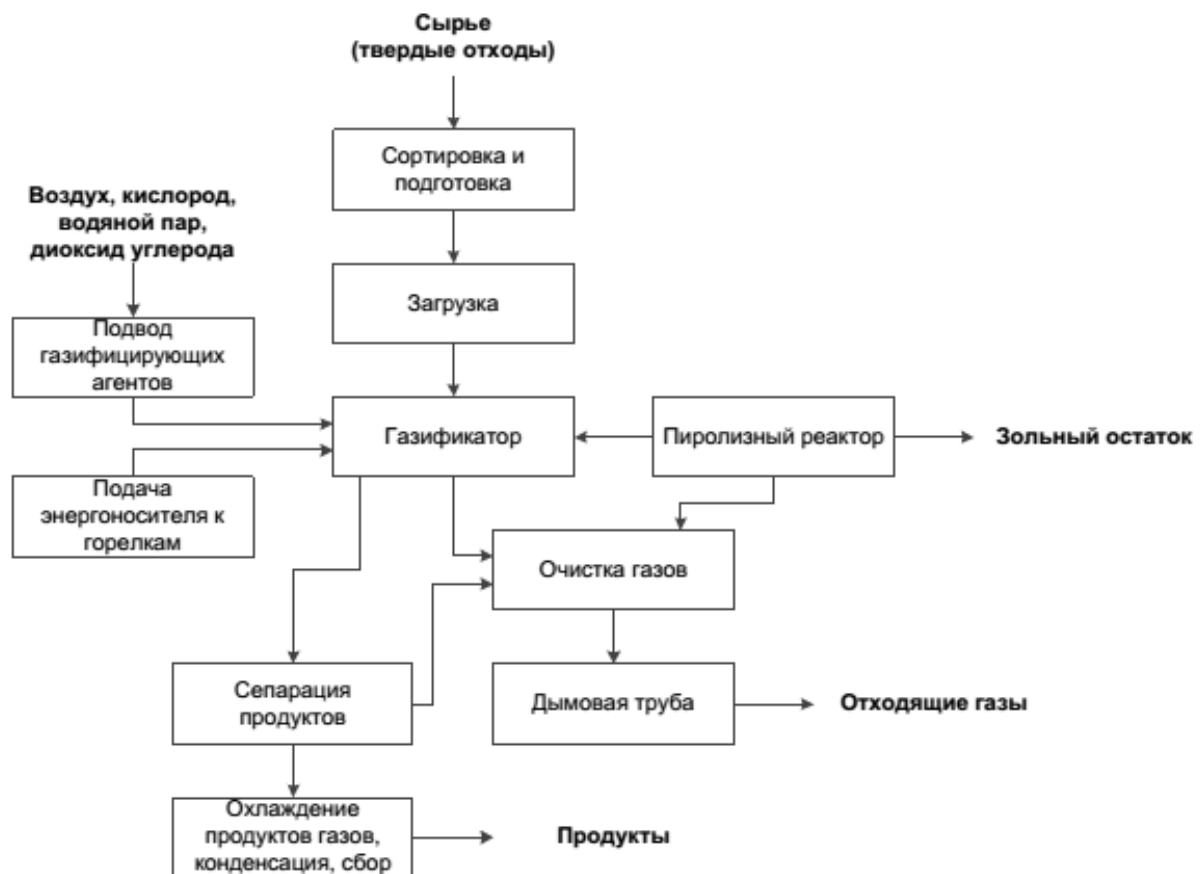 Сырье
(твердые отходы)
Сортировка и
подготовка
Воздух, кислород,
водяной пар,
диоксид углерода
Загрузка
Подвод
газифицирующих
агентов
Газификатор
Пиролизный реактор
Зольный остаток
Подача
энергоносителя к
горелкам
Очистка газов
Сепарация
продуктов
Дымовая труба
Отходящие газы
Охлаждение
продуктов газов,
конденсация, сбор
Продукты